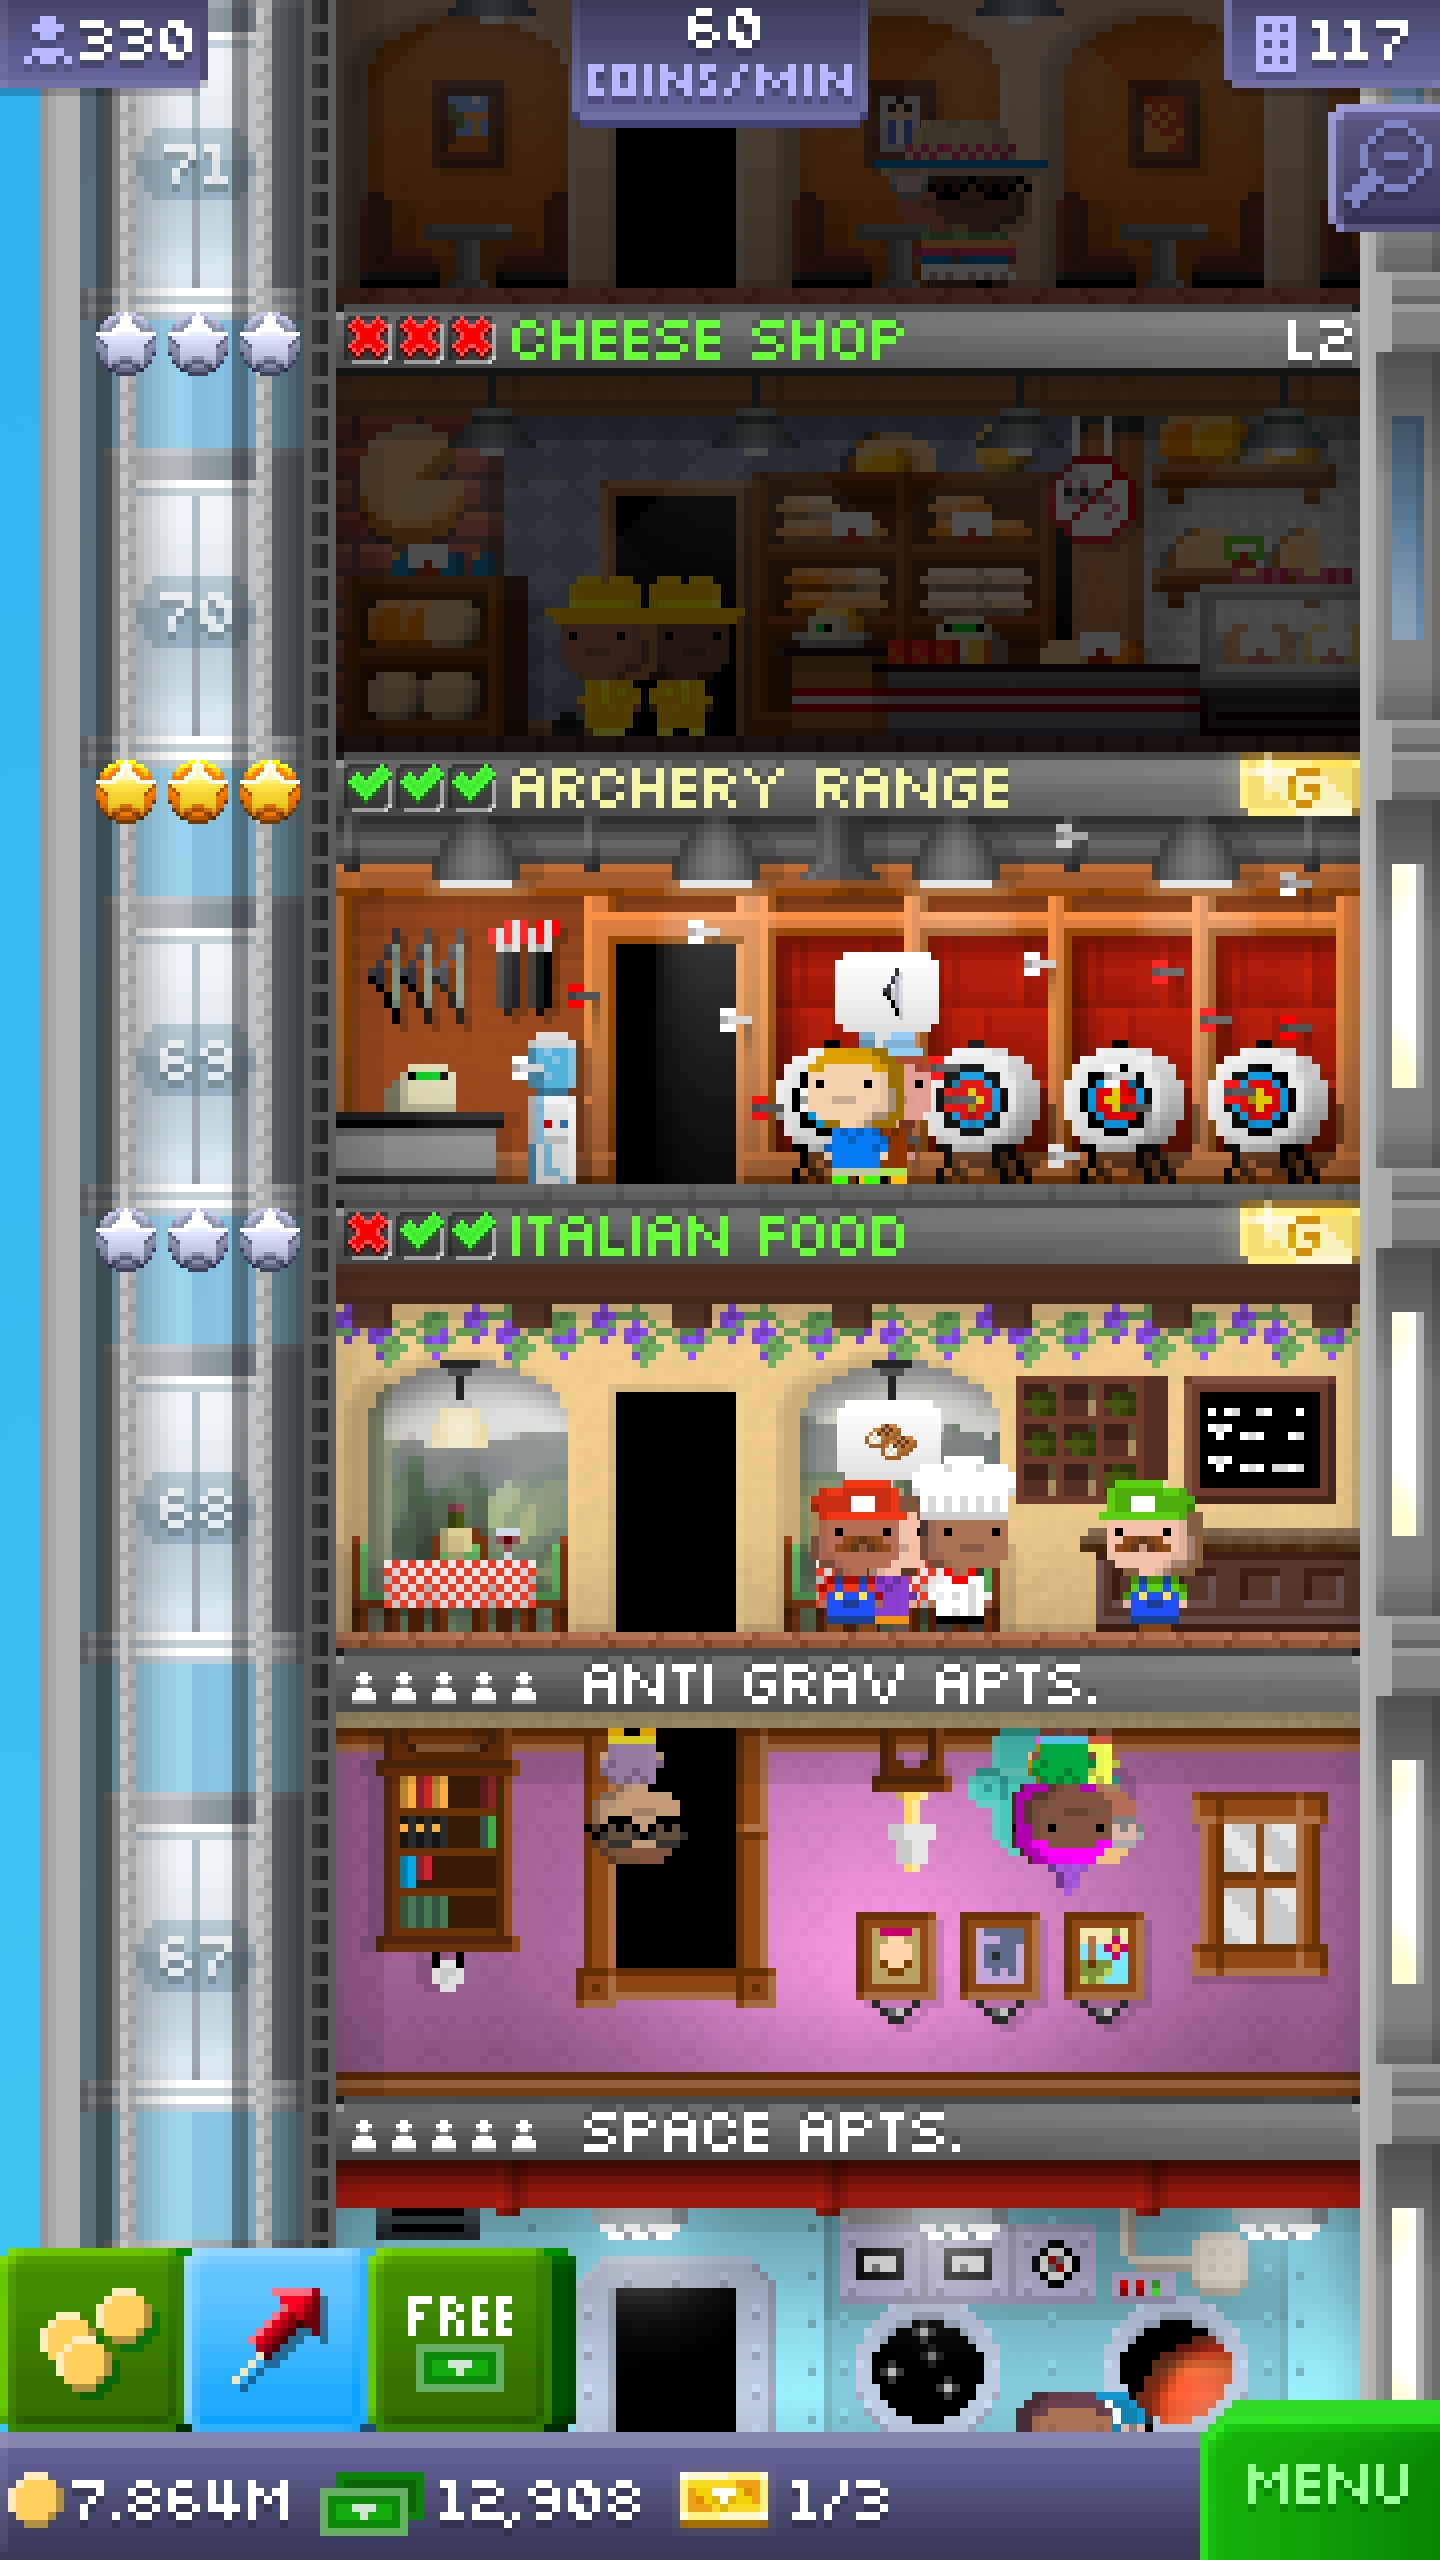 330
60
COINS/MIN
117
71
CHEESE SHOP
L2
70
ARCHERY RANGE
G
69
ITALIAN FOOD
G
68
ANTI GRAV APTS.
67
SPACE APTS.
FREE
7.864M
12,908
1/3
MENU